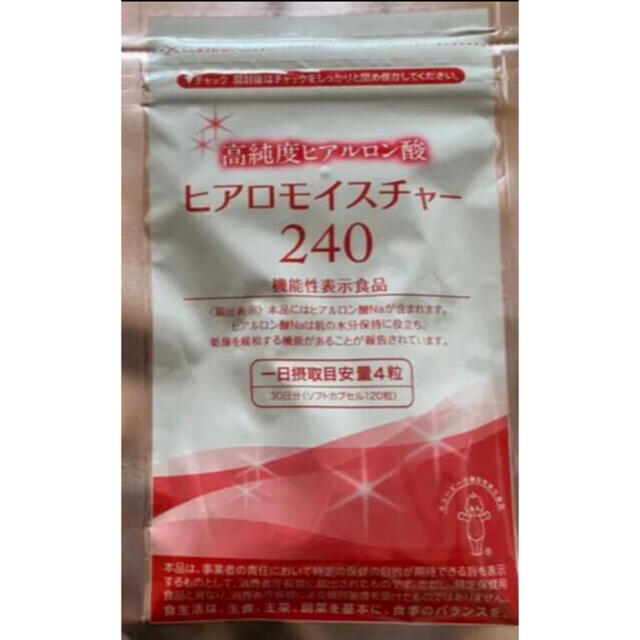 チャック 開封後はチャックをしっかりと閉め保存してください。
高純度ヒアルロン酸
ヒアロモイスチャー
240
機能性表示食品
〈届出表示〉本品にはヒアルロン酸Naが含まれます。
ヒアルロン酸Naは肌の水分保持に役立ち、
乾燥を緩和する機能があることが報告されています。
一日摂取目安量4粒
30日分(ソフトカプセル120粒)
本品は、事業者の責任において特定の保健の目的が期待できる旨を表示
するものとして、消費者庁長官に届出されたものです。ただし、特定保健用
食品と異なり、消費者庁長官による個別審査を受けたものではありません。
食生活は、主食、主菜、副菜を基本に、食事のバランスを。